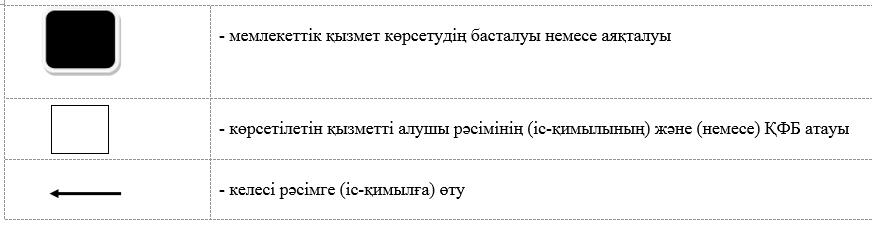 - мемлекеттік қызмет көрсетудің басталуы немесе аяқталуы
- көрсетілетін қызметті алушы рәсімінің (іс-қимылының) және (немесе) ҚФБ атауы
- келесі рәсімге (іс-қимылға) өту